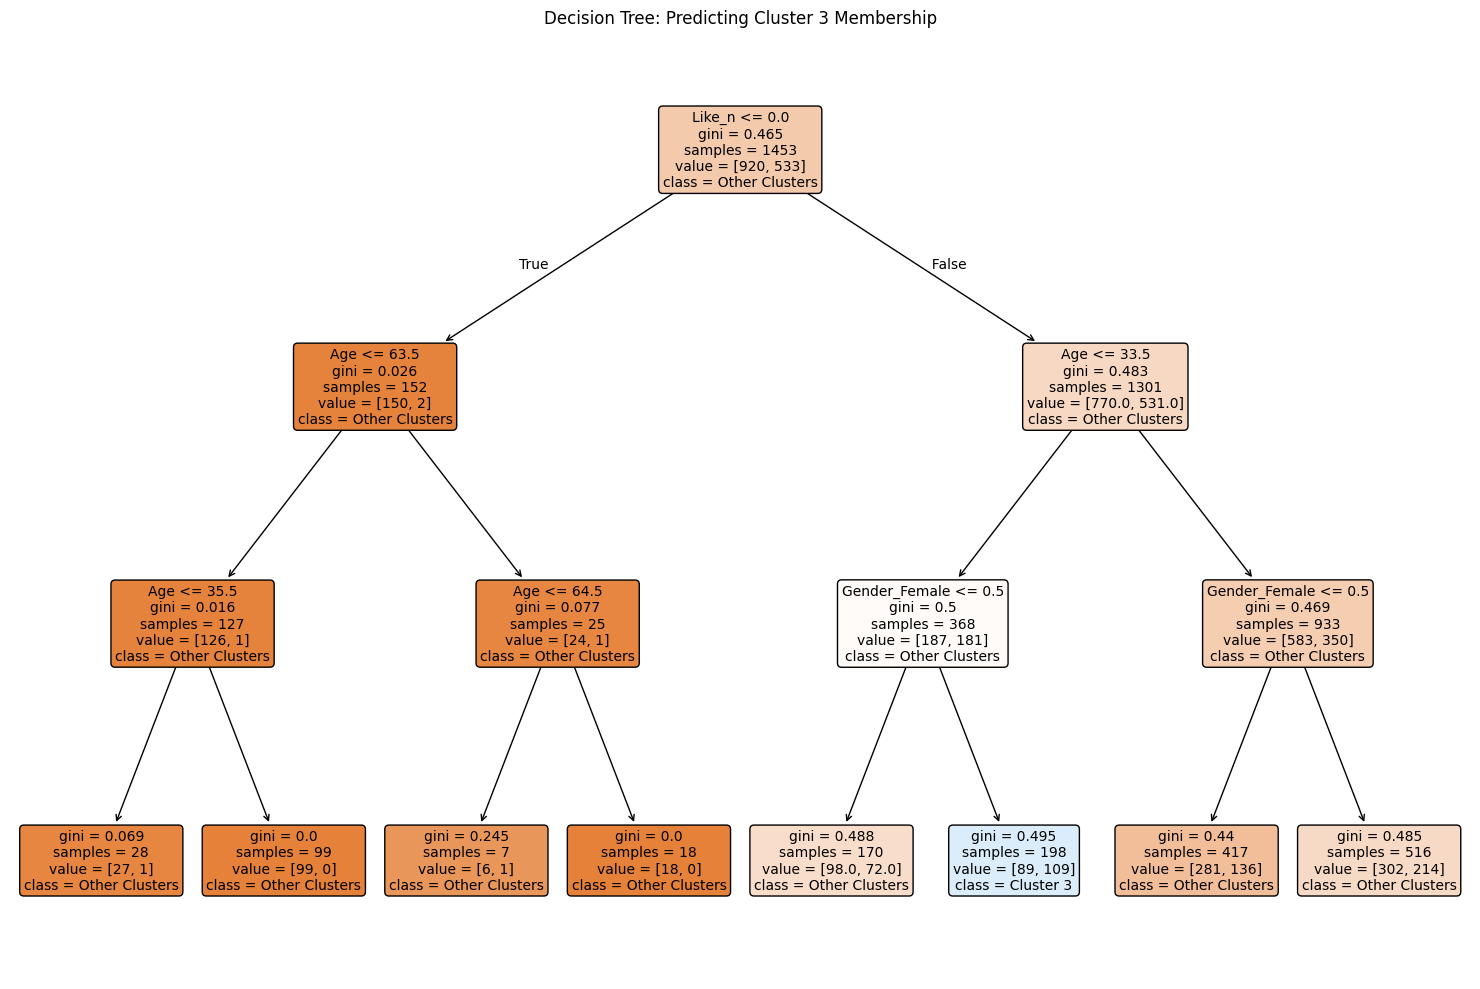 Decision Tree: Predicting Cluster 3 Membership
Like_n <= 0.0
gini = 0.465
samples = 1453
value = [920, 533]
class = Other Clusters
True
False
Age <= 63.5
gini = 0.026
samples = 152
value = [150, 2]
class = Other Clusters
Age <= 33.5
gini = 0.483
samples = 1301
value = [770.0, 531.0]
class = Other Clusters
Age <= 35.5
gini = 0.016
samples = 127
value = [126, 1]
class = Other Clusters
Age <= 64.5
gini = 0.077
samples = 25
value = [24, 1]
class = Other Clusters
Gender_Female <= 0.5
gini = 0.5
samples = 368
value = [187, 181]
class = Other Clusters
Gender_Female <= 0.5
gini = 0.469
samples = 933
value = [583, 350]
class = Other Clusters
gini = 0.069
samples = 28
value = [27, 1]
class = Other Clusters
gini = 0.0
samples = 99
value = [99, 0]
class = Other Clusters
gini = 0.245
samples = 7
value = [6, 1]
class = Other Clusters
gini = 0.0
samples = 18
value = [18, 0]
class = Other Clusters
gini = 0.488
samples = 170
value = [98.0, 72.0]
class = Other Clusters
gini = 0.495
samples = 198
value = [89, 109]
class = Cluster 3
gini = 0.44
samples = 417
value = [281, 136]
class = Other Clusters
gini = 0.485
samples = 516
value = [302, 214]
class = Other Clusters